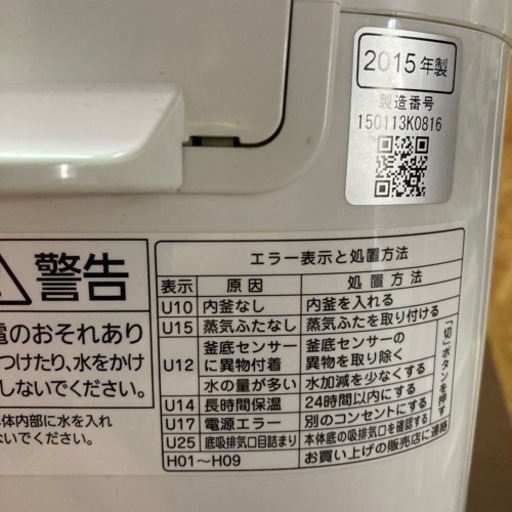 2015年製
製造番号
150113K0816
警告
電のおそれあり
つけたり、水をかけ
しないでください。
本体内部に水を入れ
ないでください。
エラー表示と処置方法
表示 原因 処置方法
U10 内釜なし 内釜を入れる
U15 蒸気ふたなし 蒸気ふたを取り付ける
U12 釜底センサーに異物付着 釜底センサーの異物を取り除く
水の量が多い 水加減を少なくする
U14 長時間保温 24時間以内にする
U17 電源エラー 別のコンセントにする
U25 底吸排気口目詰まり 本体底の吸排気口を確認する
H01～H09 お買い上げの販売店に連絡
「切」ボタンを押す